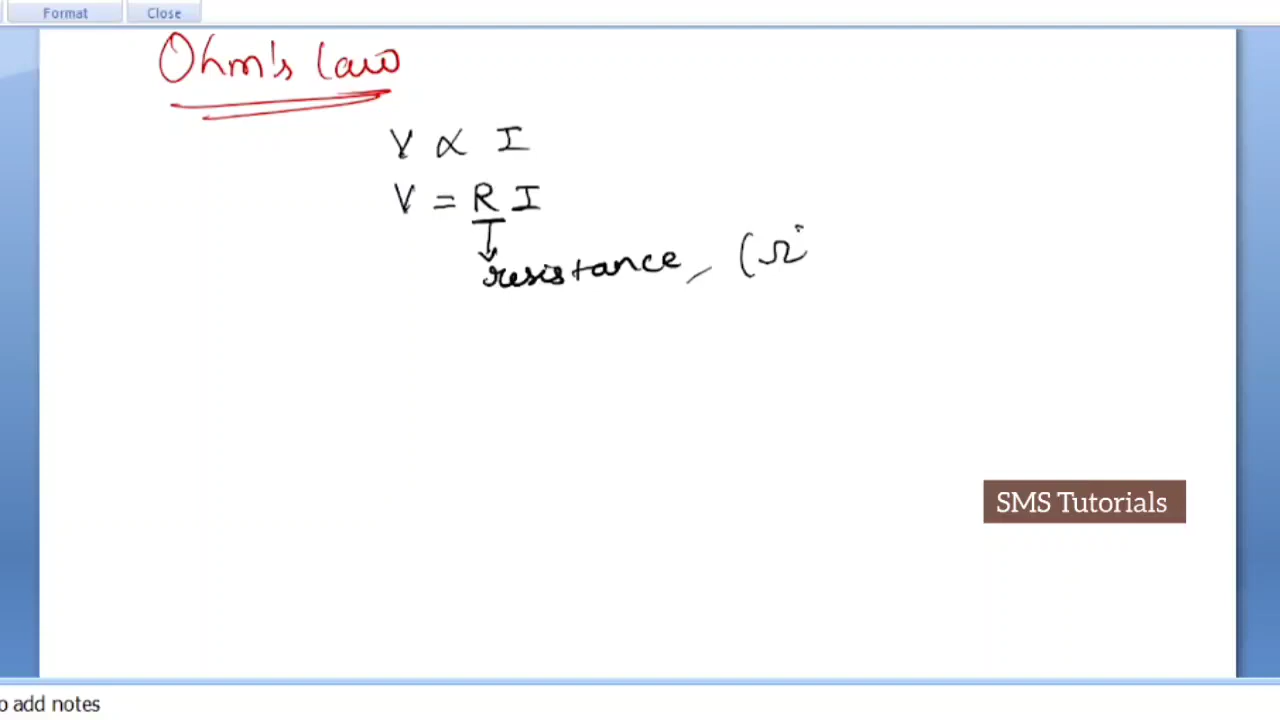 Format Close
Ohm's law
V ∝ I
V = R I
resistance, (Ω
SMS Tutorials
o add notes